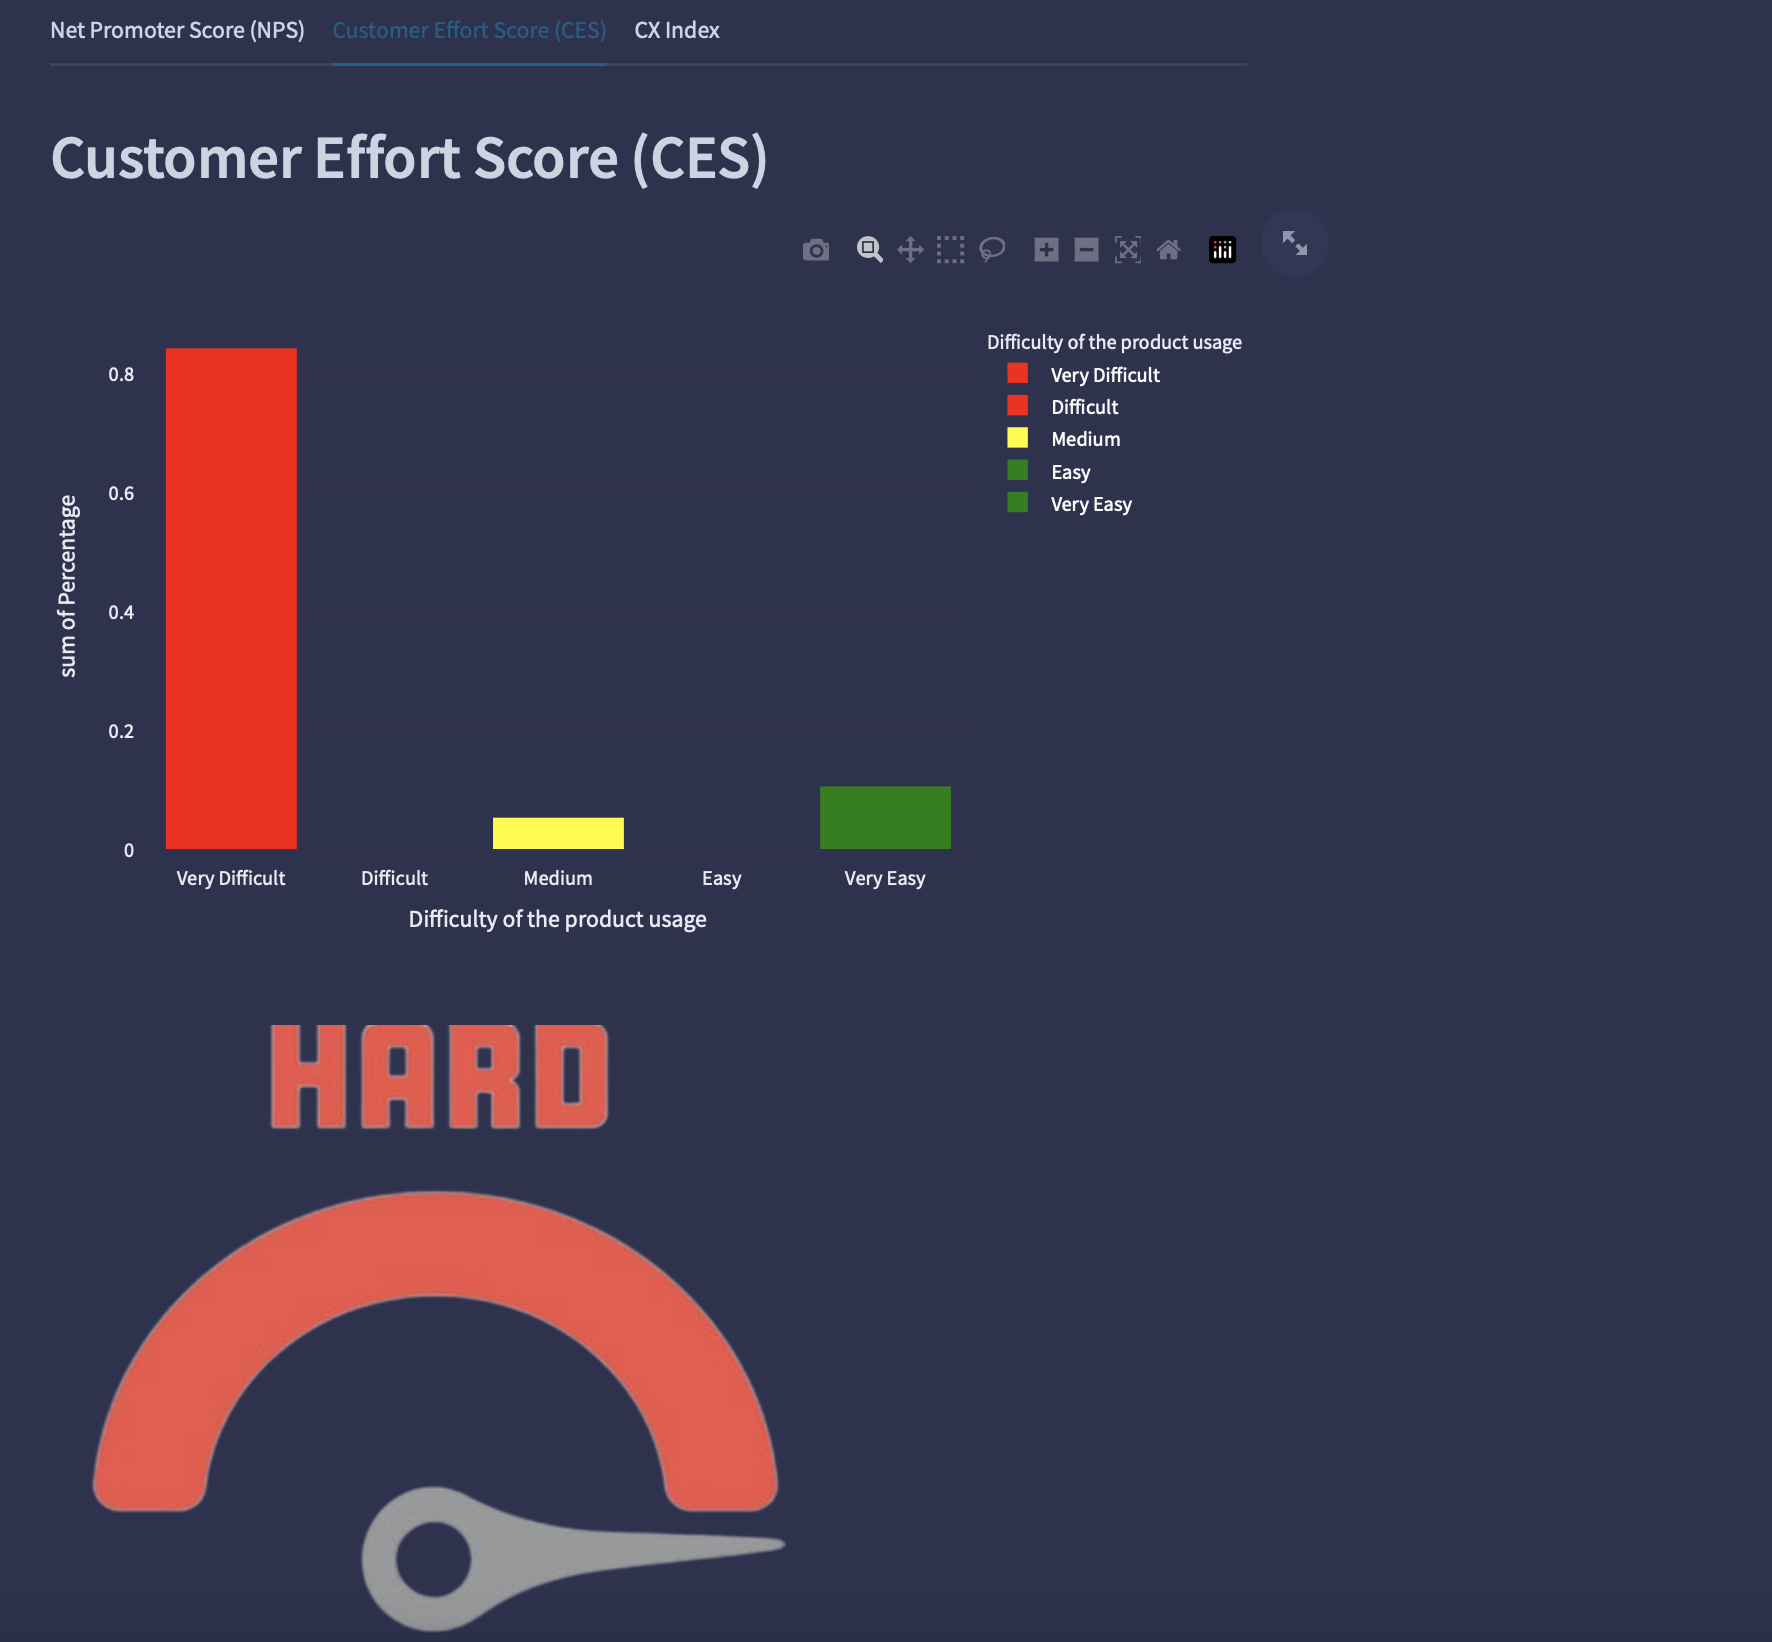 Net Promoter Score (NPS) Customer Effort Score (CES) CX Index
Customer Effort Score (CES)
Difficulty of the product usage
Very Difficult
Difficult
Medium
Easy
Very Easy
sum of Percentage
0.8
0.6
0.4
0.2
0
Very Difficult Difficult Medium Easy Very Easy
Difficulty of the product usage
HARD